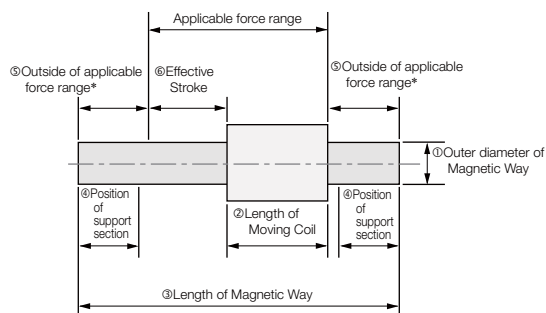 Applicable force range
⑤Outside of applicable
force range*
⑥Effective
Stroke
⑤Outside of applicable
force range*
①Outer diameter of
Magnetic Way
④Position
of
support
section
②Length of
Moving Coil
④Position
of
support
section
③Length of Magnetic Way